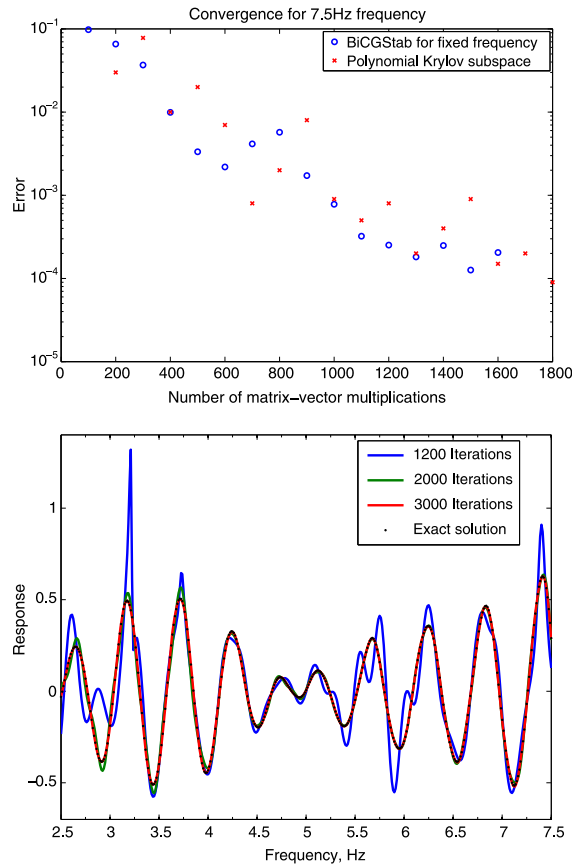 Convergence for 7.5Hz frequency
10−1
BiCGStab for fixed frequency
Polynomial Krylov subspace
10−2
Error
10−3
10−4
10−5
0 200 400 600 800 1000 1200 1400 1600 1800
Number of matrix−vector multiplications
1200 Iterations
2000 Iterations
3000 Iterations
Exact solution
1
0.5
Response
0
−0.5
2.5 3 3.5 4 4.5 5 5.5 6 6.5 7 7.5
Frequency, Hz